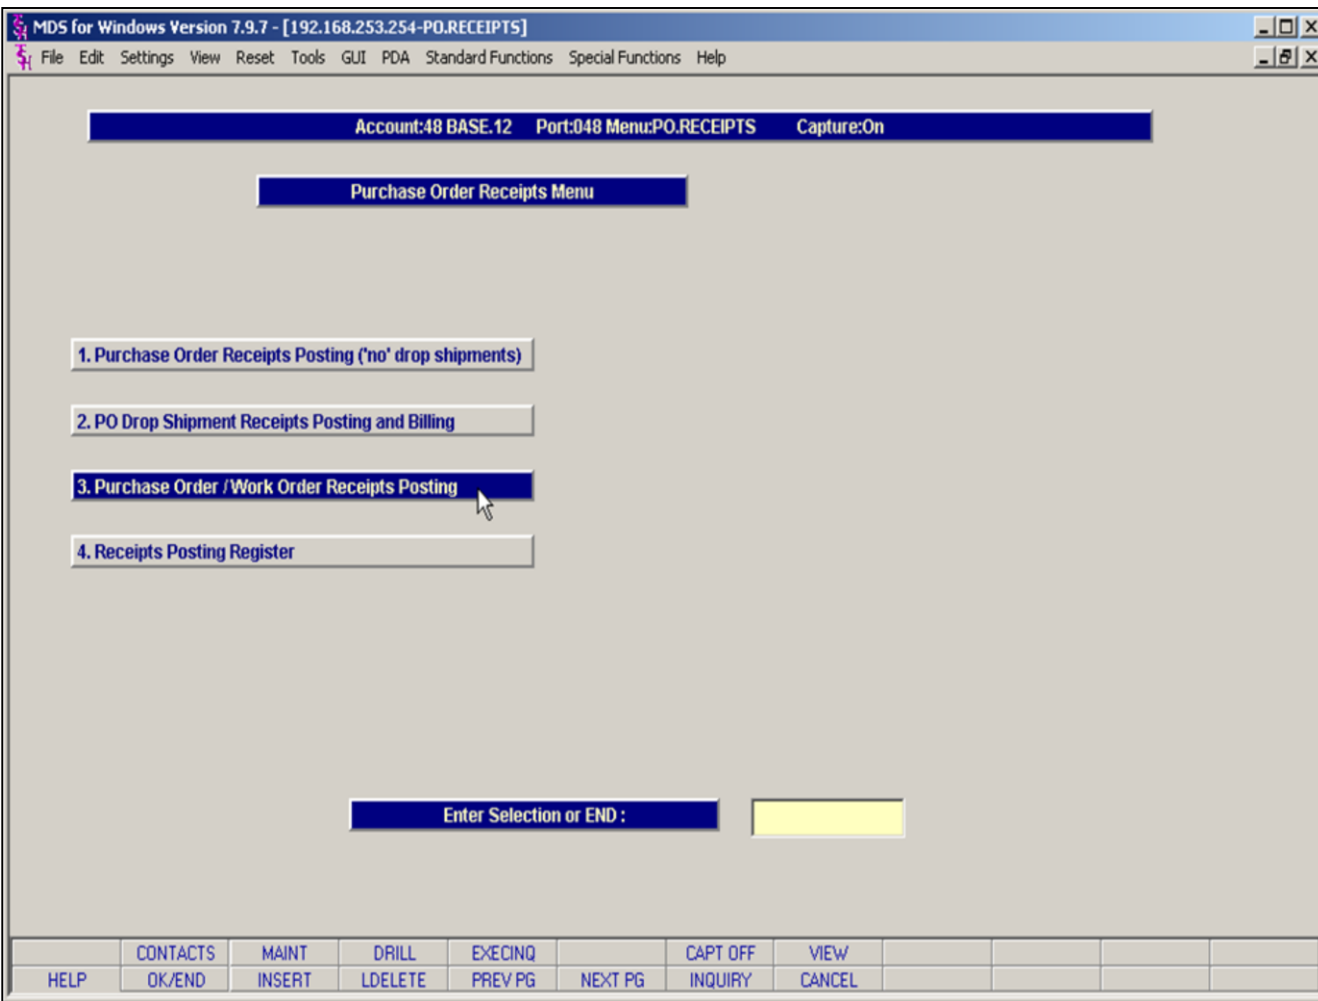 MDS for Windows Version 7.9.7 - [192.168.253.254-PO.RECEIPTS]
File Edit Settings View Reset Tools GUI PDA Standard Functions Special Functions Help
Account:48 BASE.12 Port:048 Menu:PO.RECEIPTS Capture:On
Purchase Order Receipts Menu
1. Purchase Order Receipts Posting ('no' drop shipments)
2. PO Drop Shipment Receipts Posting and Billing
3. Purchase Order / Work Order Receipts Posting
4. Receipts Posting Register
Enter Selection or END :
CONTACTS MAINT DRILL EXECINQ CAPT OFF VIEW
HELP OK/END INSERT LDELETE PREV PG NEXT PG INQUIRY CANCEL